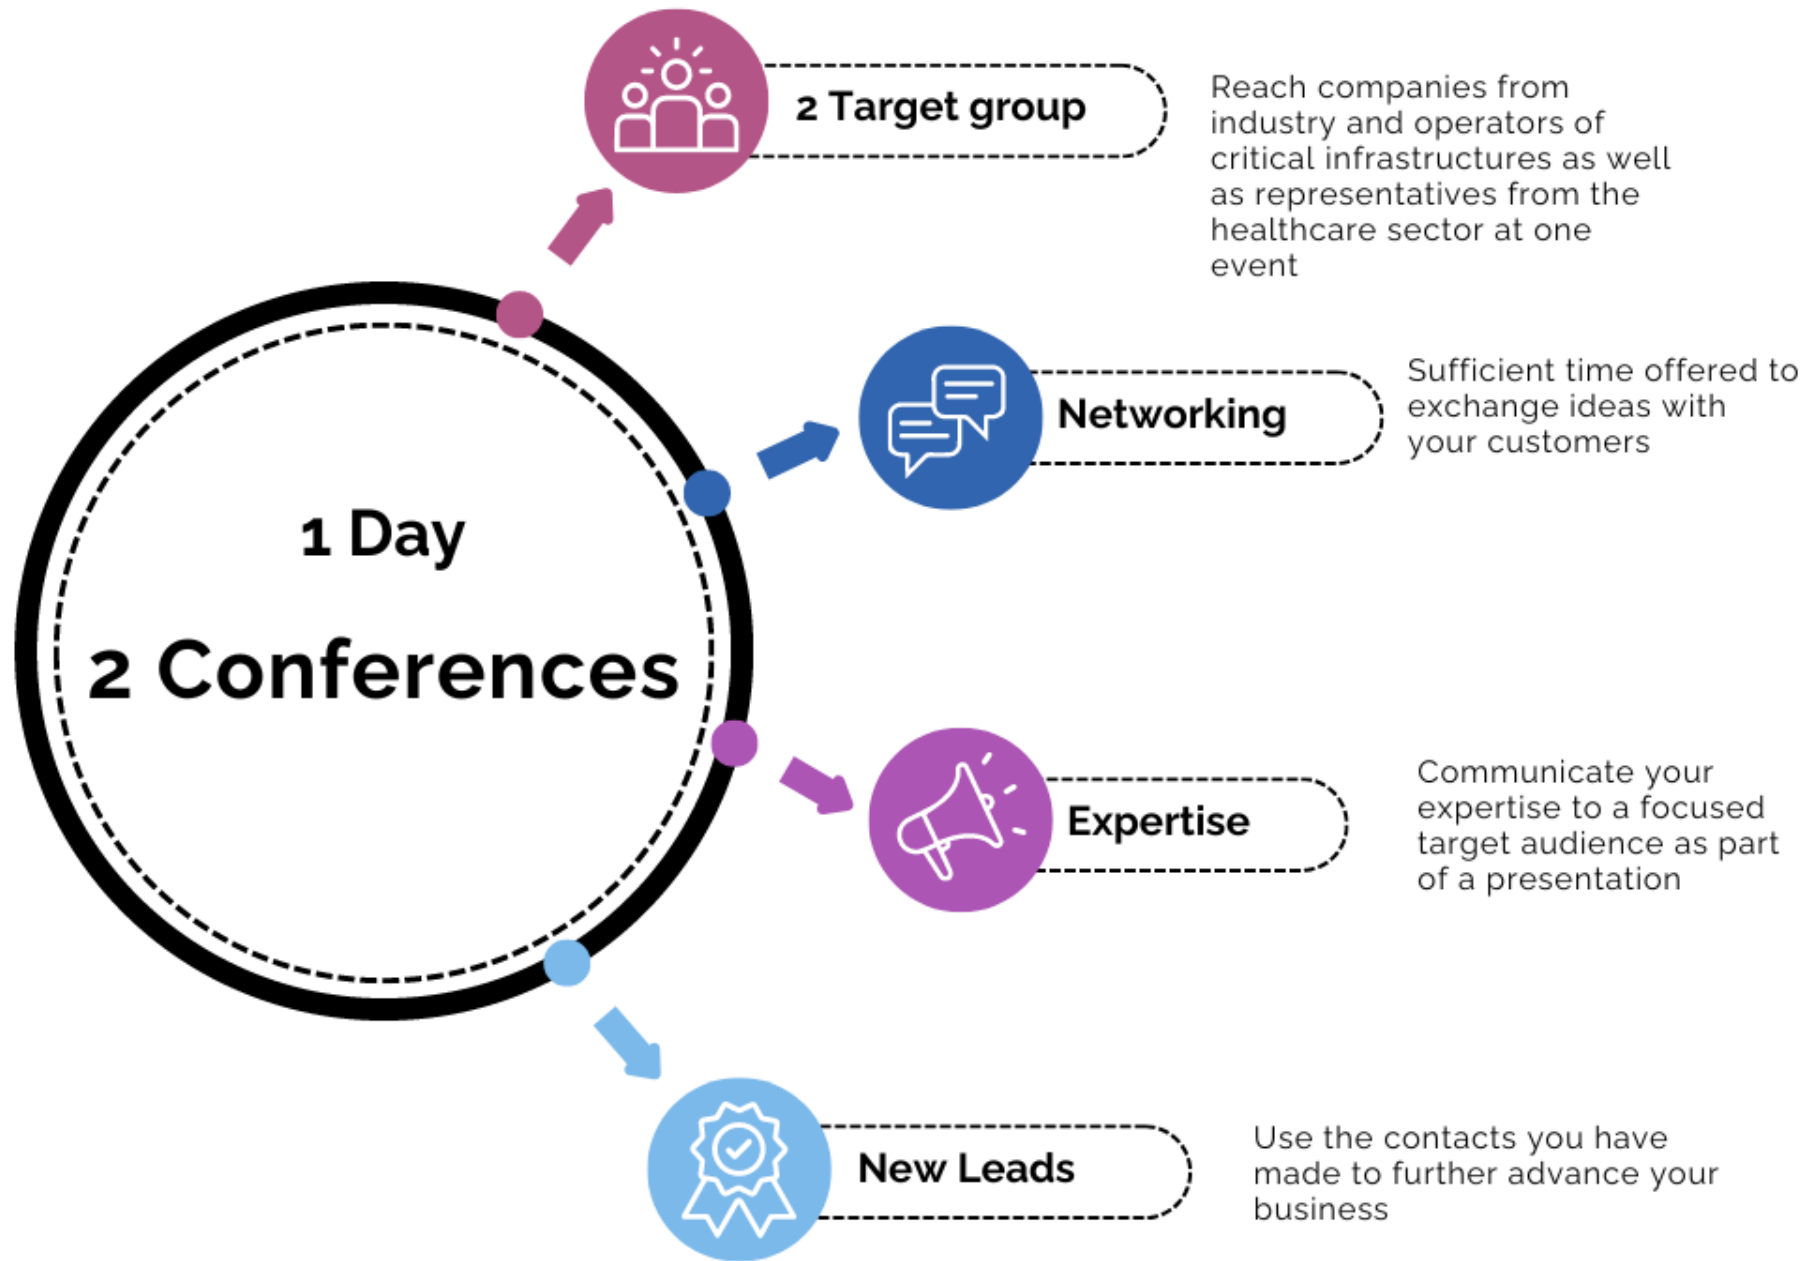 1 Day
2 Conferences
2 Target group
Reach companies from
industry and operators of
critical infrastructures as well
as representatives from the
healthcare sector at one
event
Networking
Sufficient time offered to
exchange ideas with
your customers
Expertise
Communicate your
expertise to a focused
target audience as part
of a presentation
New Leads
Use the contacts you have
made to further advance your
business